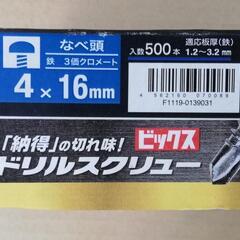 なべ頭
鉄 3価クロメート
4×16mm
入数500本
適応板厚(鉄)
1.2〜3.2mm
4 562160 070089
F1119-0139031
「納得」の切れ味!
ビックス
ドリルスクリュー